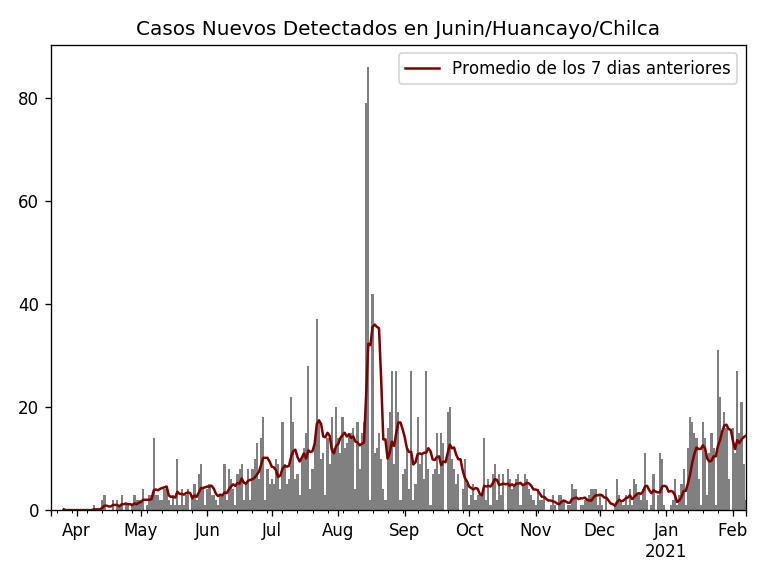 Casos Nuevos Detectados en Junin/Huancayo/Chilca
Promedio de los 7 dias anteriores
80
60
40
20
0
Apr May Jun Jul Aug Sep Oct Nov Dec Jan Feb
2021